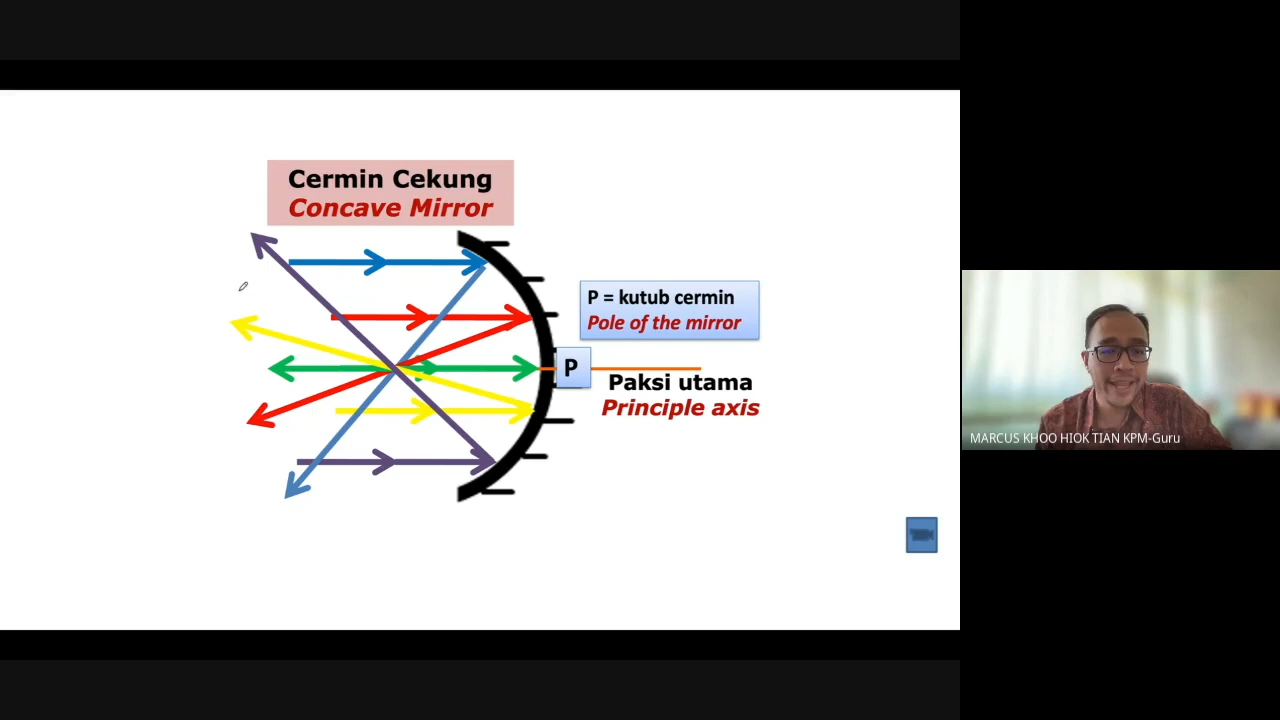 Cermin Cekung
Concave Mirror
P = kutub cermin
Pole of the mirror
P
Paksi utama
Principle axis
MARCUS KHOO HIOK TIAN KPM-Guru